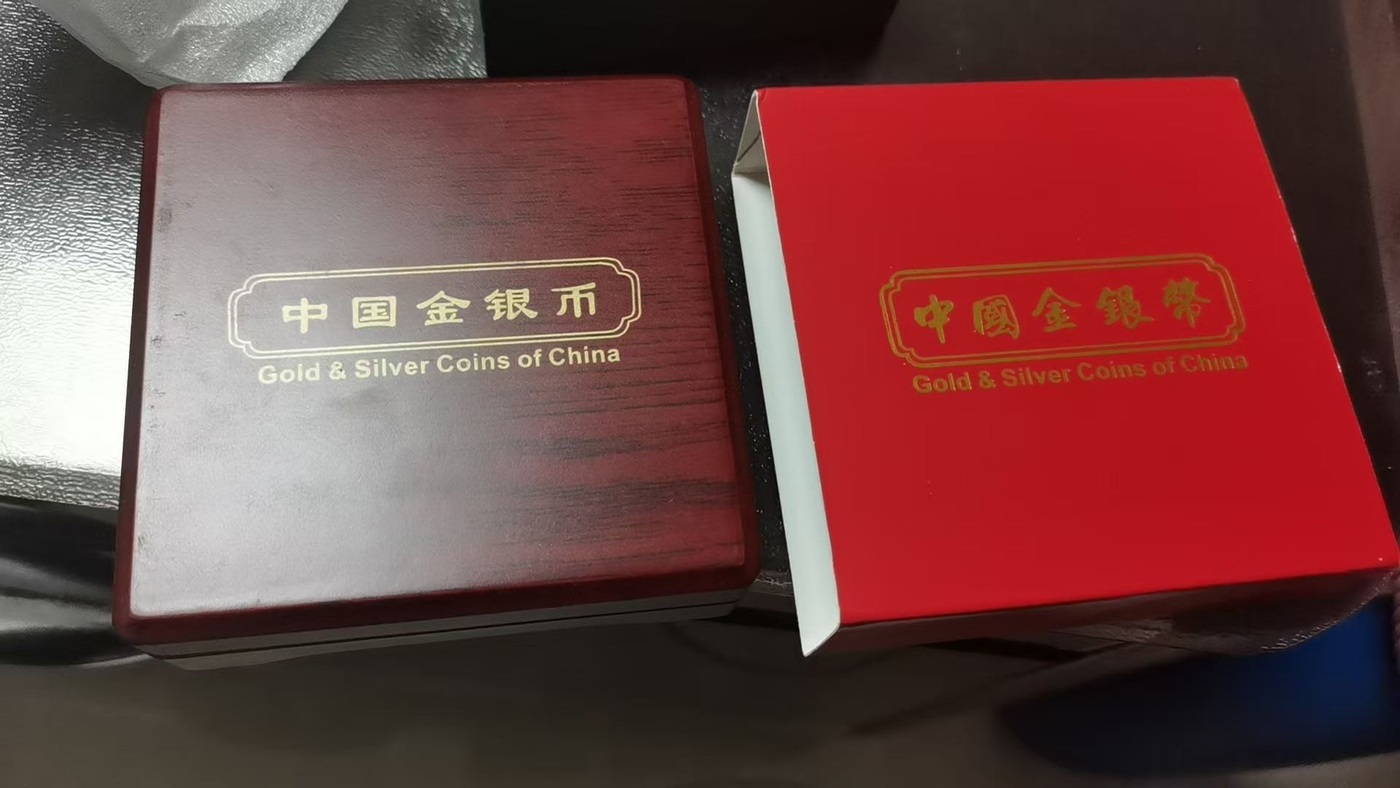 中国金银币
Gold & Silver Coins of China
中國金銀幣
Gold & Silver Coins of China